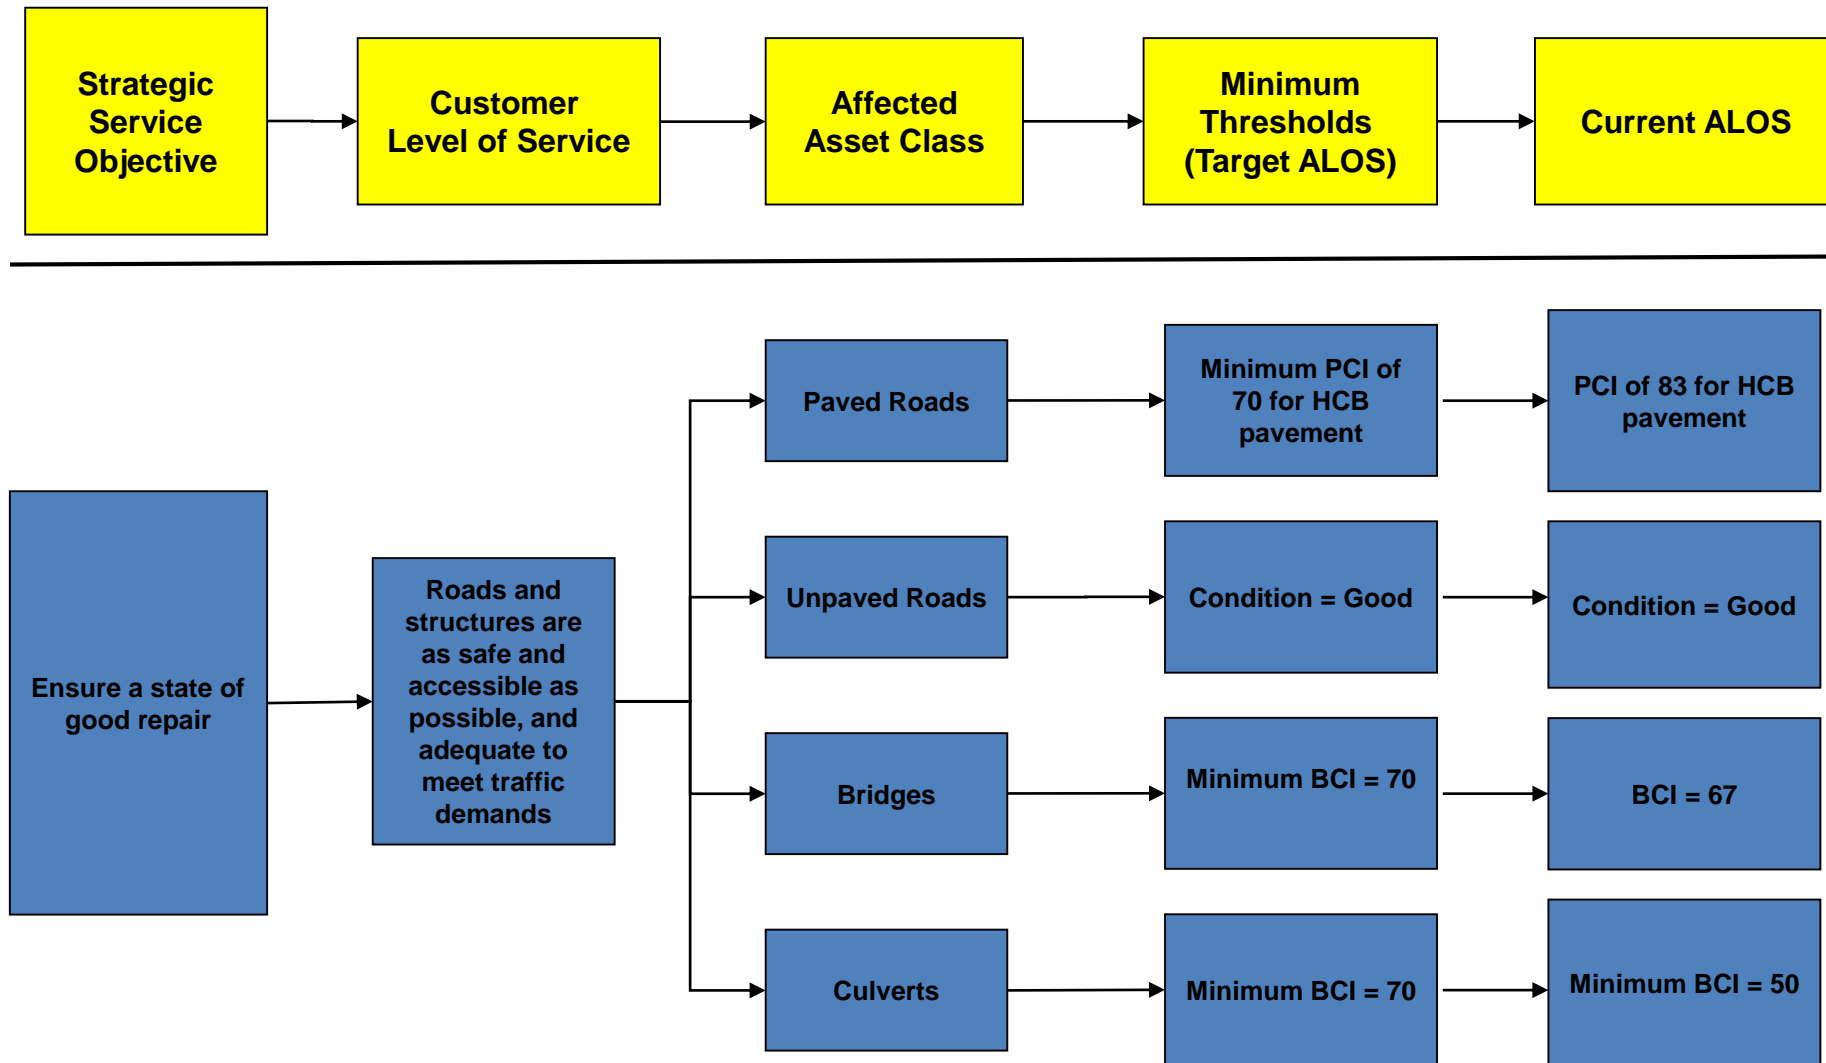 Strategic
Service
Objective
Customer
Level of Service
Affected
Asset Class
Minimum
Thresholds
(Target ALOS)
Current ALOS
Ensure a state of
good repair
Roads and
structures are
as safe and
accessible as
possible, and
adequate to
meet traffic
demands
Paved Roads
Minimum PCI of
70 for HCB
pavement
PCI of 83 for HCB
pavement
Unpaved Roads
Condition = Good
Condition = Good
Bridges
Minimum BCI = 70
BCI = 67
Culverts
Minimum BCI = 70
Minimum BCI = 50